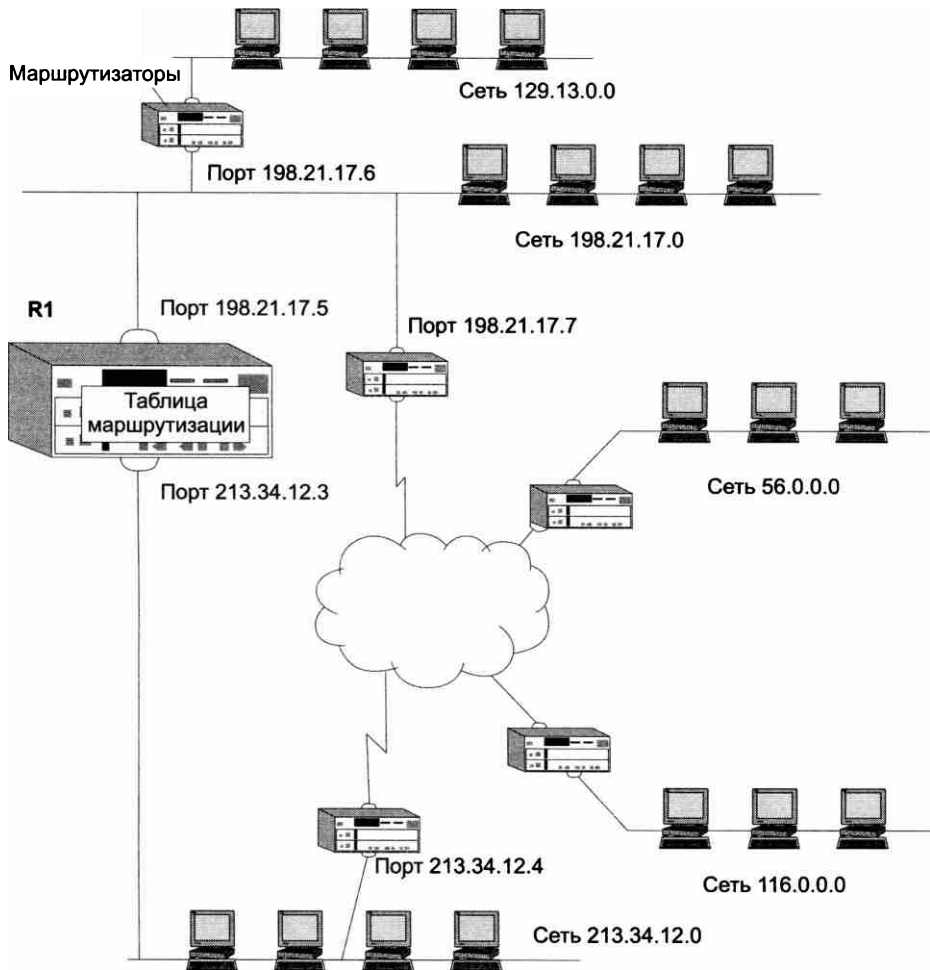 Маршрутизаторы
Сеть 129.13.0.0
Порт 198.21.17.6
Сеть 198.21.17.0
R1
Порт 198.21.17.5
Порт 198.21.17.7
Таблица
маршрутизации
Порт 213.34.12.3
Сеть 56.0.0.0
Порт 213.34.12.4
Сеть 116.0.0.0
Сеть 213.34.12.0